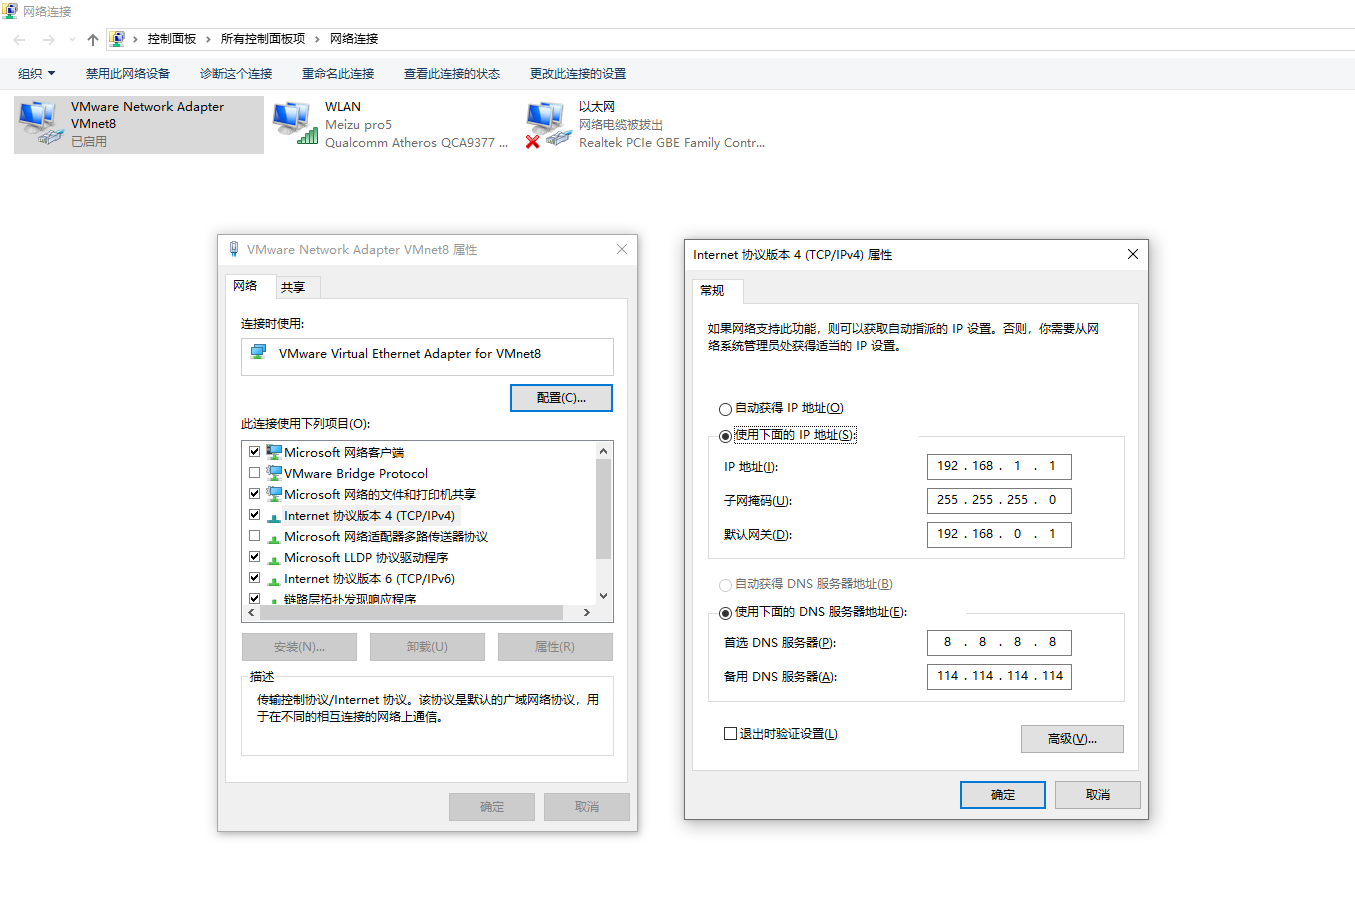 网络连接
控制面板 › 所有控制面板项 › 网络连接
组织 禁用此网络设备 诊断这个连接 重命名此连接 查看此连接的状态 更改此连接的设置
VMware Network Adapter
VMnet8
已启用
WLAN
Meizu pro5
Qualcomm Atheros QCA9377 ...
以太网
网络电缆被拔出
Realtek PCIe GBE Family Contr...
VMware Network Adapter VMnet8 属性
网络 共享
连接时使用:
VMware Virtual Ethernet Adapter for VMnet8
配置(C)...
此连接使用下列项目(O):
Microsoft 网络客户端
VMware Bridge Protocol
Microsoft 网络的文件和打印机共享
Internet 协议版本 4 (TCP/IPv4)
Microsoft 网络适配器多路传送器协议
Microsoft LLDP 协议驱动程序
Internet 协议版本 6 (TCP/IPv6)
链路层拓扑发现响应程序
安装(N)... 卸载(U) 属性(R)
描述
传输控制协议/Internet 协议。该协议是默认的广域网络协议，用
于在不同的相互连接的网络上通信。
确定 取消
Internet 协议版本 4 (TCP/IPv4) 属性
常规
如果网络支持此功能，则可以获取自动指派的 IP 设置。否则，你需要从网
络系统管理员处获得适当的 IP 设置。
自动获得 IP 地址(O)
使用下面的 IP 地址(S):
IP 地址(I): 192 . 168 . 1 . 1
子网掩码(U): 255 . 255 . 255 . 0
默认网关(D): 192 . 168 . 0 . 1
自动获得 DNS 服务器地址(B)
使用下面的 DNS 服务器地址(E):
首选 DNS 服务器(P): 8 . 8 . 8 . 8
备用 DNS 服务器(A): 114 . 114 . 114 . 114
退出时验证设置(L)
高级(V)...
确定 取消